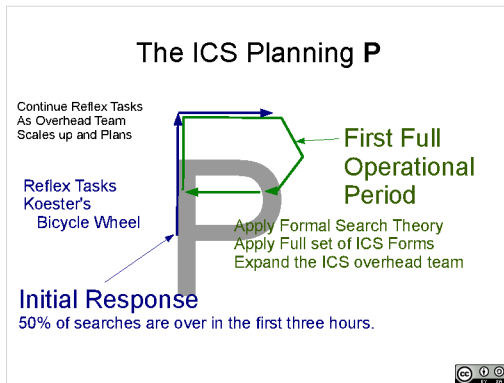 The ICS Planning P
Continue Reflex Tasks
As Overhead Team
Scales up and Plans
First Full
Operational
Period
Reflex Tasks
Koester's
Bicycle Wheel
Apply Formal Search Theory
Apply Full set of ICS Forms
Expand the ICS overhead team
P
Initial Response
50% of searches are over in the first three hours.
cc